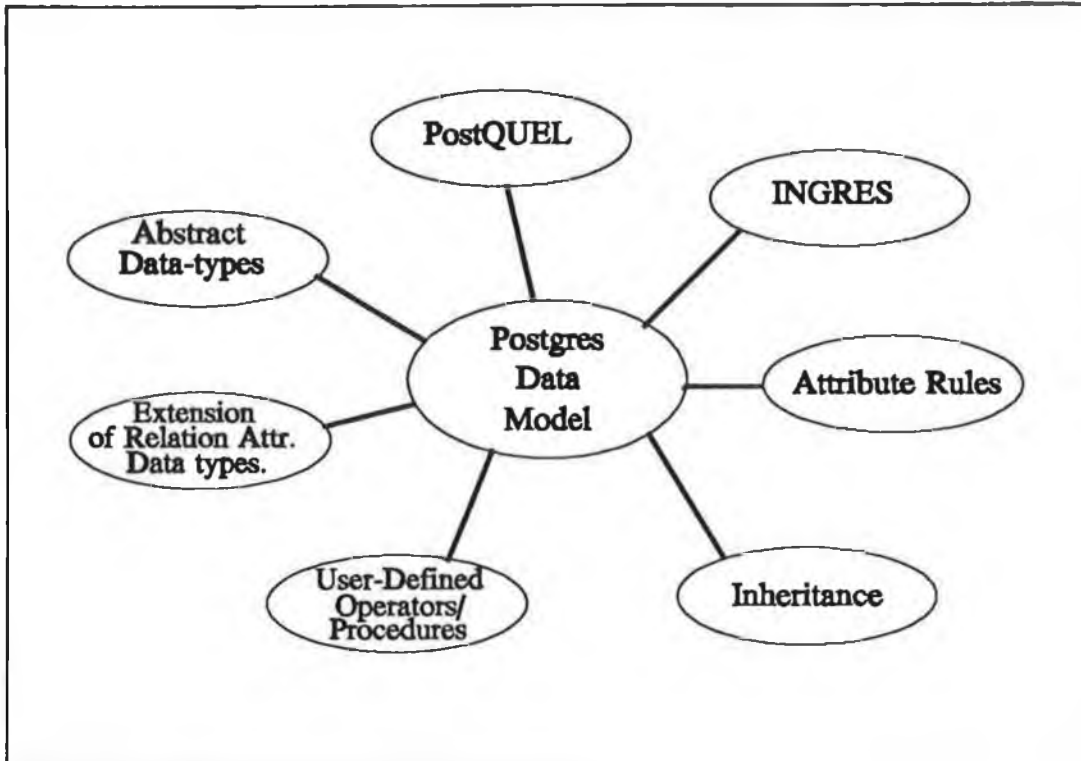 PostQUEL
INGRES
Abstract
Data-types
Postgres
Data
Model
Attribute Rules
Extension
of Relation Attr.
Data types.
User-Defined
Operators/
Procedures
Inheritance